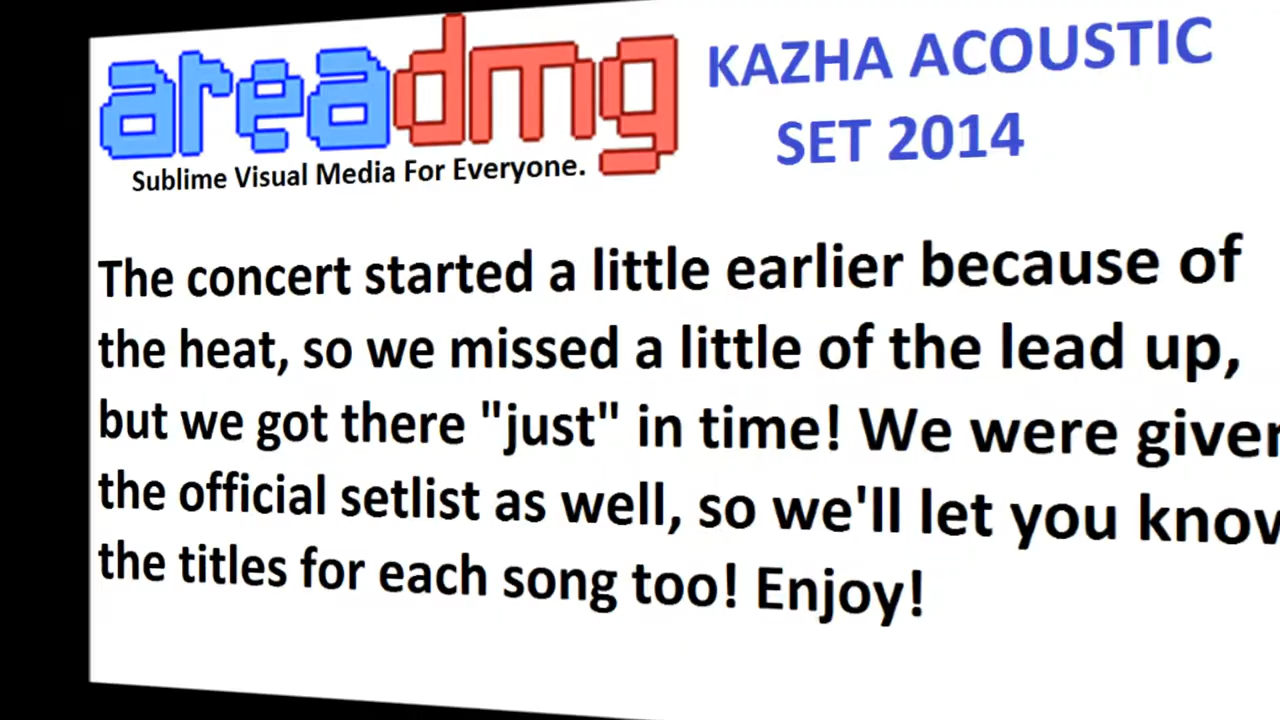 areadmg
Sublime Visual Media For Everyone.
KAZHA ACOUSTIC
SET 2014
The concert started a little earlier because of
the heat, so we missed a little of the lead up,
but we got there "just" in time! We were given
the official setlist as well, so we'll let you know
the titles for each song too! Enjoy!